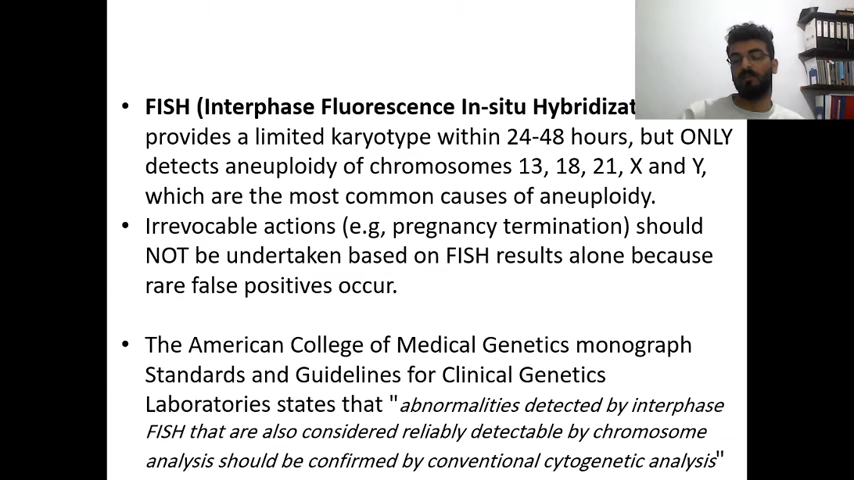 • FISH (Interphase Fluorescence In-situ Hybridizat
provides a limited karyotype within 24-48 hours, but ONLY
detects aneuploidy of chromosomes 13, 18, 21, X and Y,
which are the most common causes of aneuploidy.
• Irrevocable actions (e.g, pregnancy termination) should
NOT be undertaken based on FISH results alone because
rare false positives occur.
• The American College of Medical Genetics monograph
Standards and Guidelines for Clinical Genetics
Laboratories states that "abnormalities detected by interphase
FISH that are also considered reliably detectable by chromosome
analysis should be confirmed by conventional cytogenetic analysis"